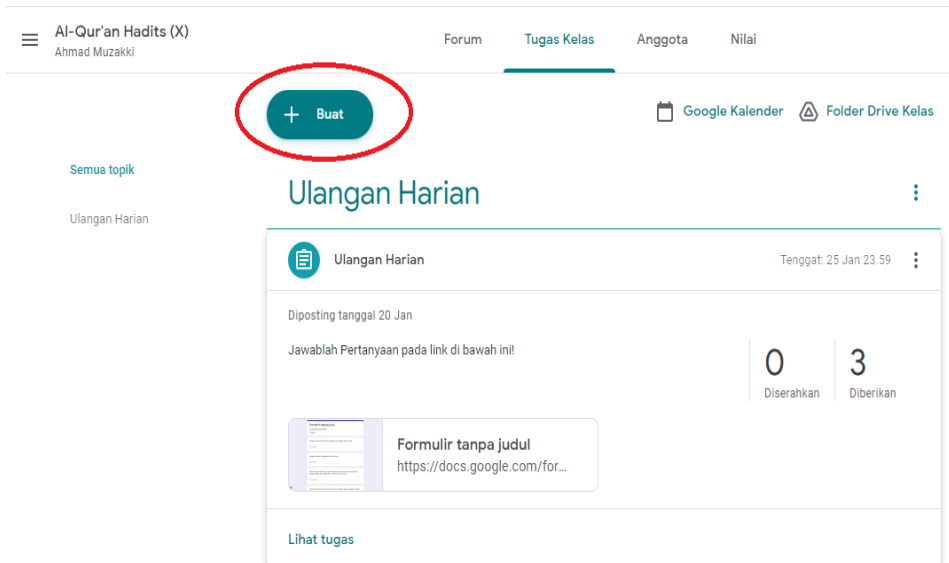 Al-Qur'an Hadits (X)
Ahmad Muzakki
Forum
Tugas Kelas
Anggota
Nilai
+ Buat
Google Kalender
Folder Drive Kelas
Semua topik
Ulangan Harian
Ulangan Harian
Ulangan Harian
Tenggat: 25 Jan 23.59
Diposting tanggal 20 Jan
Jawablah Pertanyaan pada link di bawah ini!
0
Diserahkan
3
Diberikan
Formulir tanpa judul
https://docs.google.com/for...
Lihat tugas